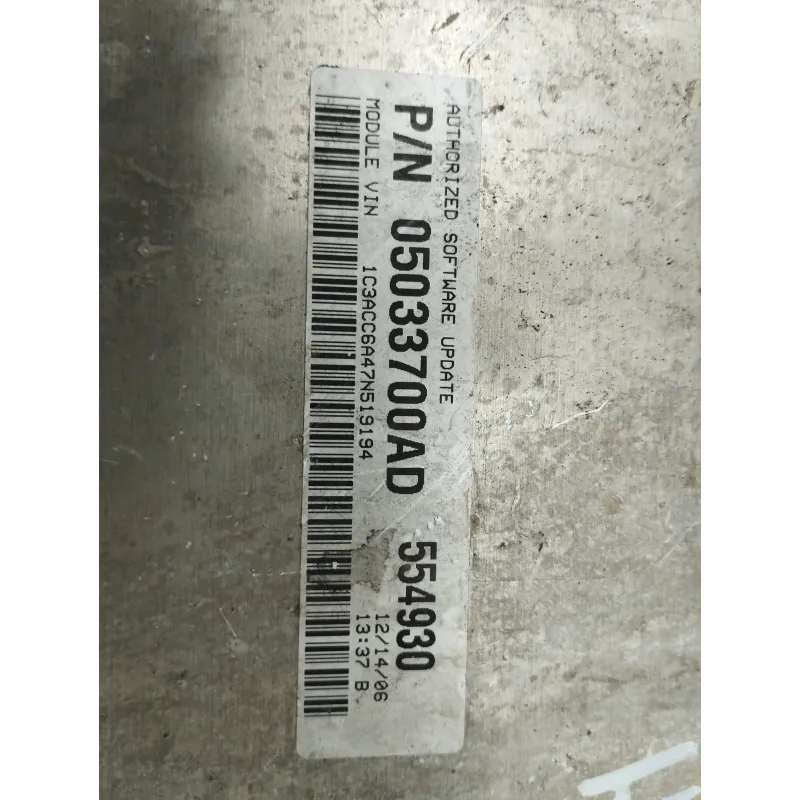 AUTHORIZED SOFTWARE UPDATE
P/N 05033700AD 554930
MODULE VIN 1C3ACC6A47N519194 12/14/06
13:37 B